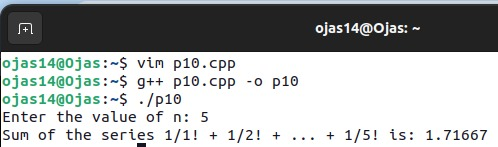 ojas14@Ojas: ~
ojas14@Ojas:~$ vim p10.cpp
ojas14@Ojas:~$ g++ p10.cpp -o p10
ojas14@Ojas:~$ ./p10
Enter the value of n: 5
Sum of the series 1/1! + 1/2! + ... + 1/5! is: 1.71667